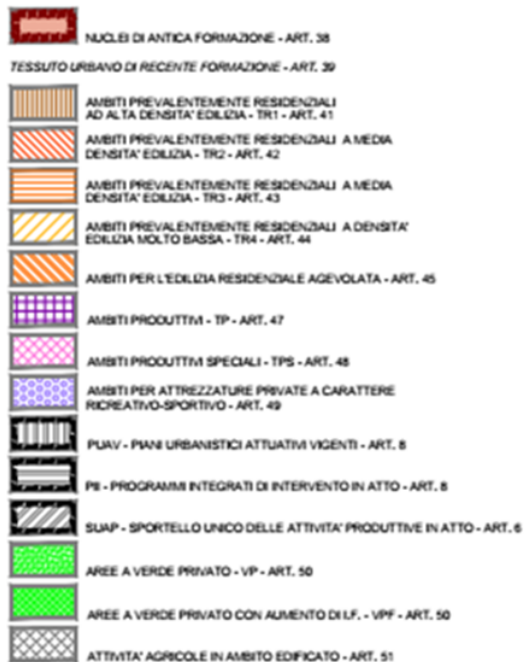 NUCLEI DI ANTICA FORMAZIONE - ART. 38
TESSUTO URBANO DI RECENTE FORMAZIONE - ART. 39
AMBITI PREVALENTEMENTE RESIDENZIALI
AD ALTA DENSITA' EDILIZIA - TR1 - ART. 41
AMBITI PREVALENTEMENTE RESIDENZIALI A MEDIA
DENSITA' EDILIZIA - TR2 - ART. 42
AMBITI PREVALENTEMENTE RESIDENZIALI A MEDIA
DENSITA' EDILIZIA - TR3 - ART. 43
AMBITI PREVALENTEMENTE RESIDENZIALI A DENSITA'
EDILIZIA MOLTO BASSA - TR4 - ART. 44
AMBITI PER L'EDILIZIA RESIDENZIALE AGEVOLATA - ART. 45
AMBITI PRODUTTIVI - TP - ART. 47
AMBITI PRODUTTIVI SPECIALI - TPS - ART. 48
AMBITI PER ATTREZZATURE PRIVATE A CARATTERE
RICREATIVO-SPORTIVO - ART. 49
PUAV - PIANI URBANISTICI ATTUATIVI VIGENTI - ART. 8
PII - PROGRAMMI INTEGRATI DI INTERVENTO IN ATTO - ART. 8
SUAP - SPORTELLO UNICO DELLE ATTIVITA' PRODUTTIVE IN ATTO - ART. 6
AREE A VERDE PRIVATO - VP - ART. 50
AREE A VERDE PRIVATO CON AUMENTO DI I.F. - VPF - ART. 50
ATTIVITA' AGRICOLE IN AMBITO EDIFICATO - ART. 51